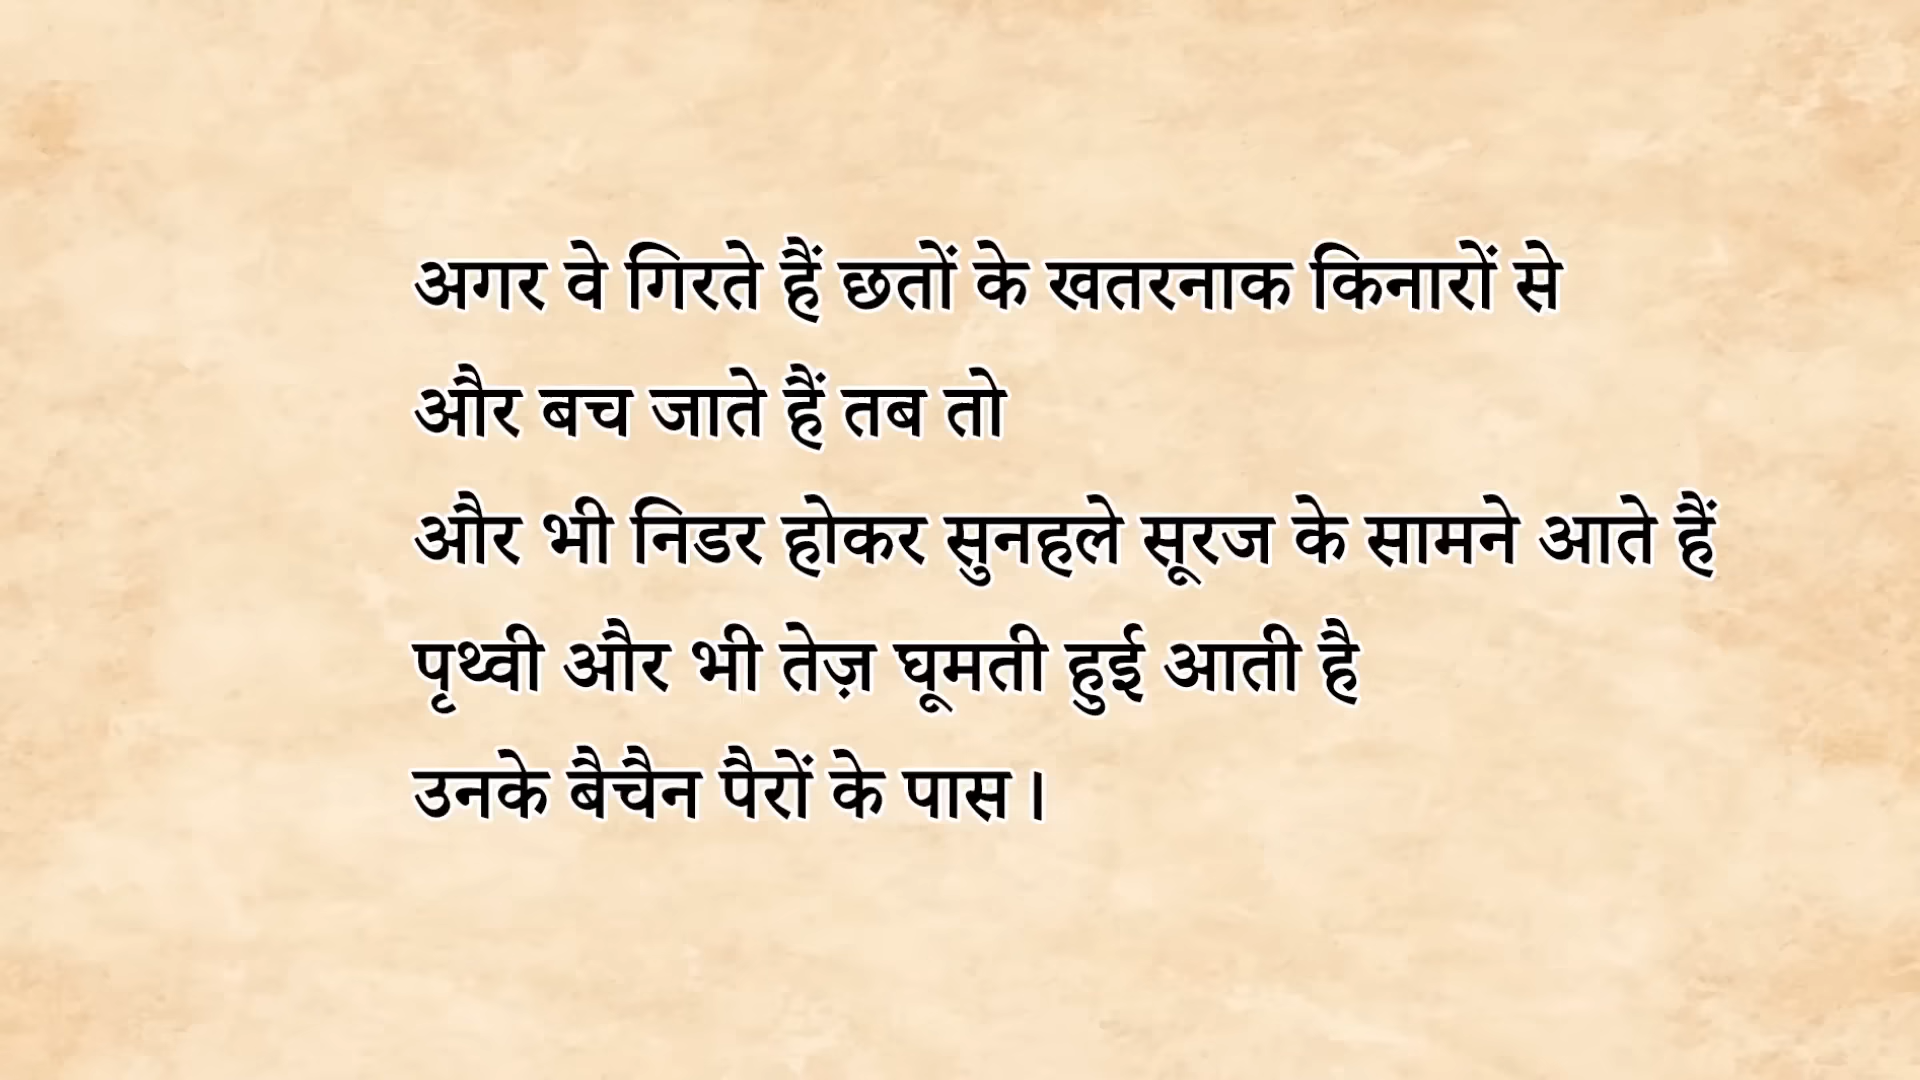 अगर वे गिरते हैं छतों के खतरनाक किनारों से
और बच जाते हैं तब तो
और भी निडर होकर सुनहले सूरज के सामने आते हैं
पृथ्वी और भी तेज़ घूमती हुई आती है
उनके बैचैन पैरों के पास।